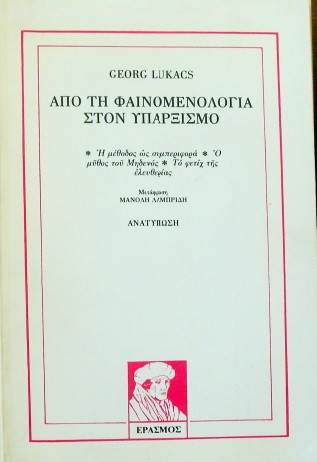 GEORG LUKACS
ΑΠΟ ΤΗ ΦΑΙΝΟΜΕΝΟΛΟΓΙΑ
ΣΤΟΝ ΥΠΑΡΞΙΣΜΟ
* Ἡ μέθοδος ὡς συμπεριφορά * Ὁ
μῦθος τοῦ Μηδενός * Τό φετίχ τῆς
ἐλευθερίας
Μετάφραση
ΜΑΝΟΛΗ ΛΑΜΠΡΙΔΗ
ΑΝΑΤΥΠΩΣΗ
ΕΡΑΣΜΟΣ